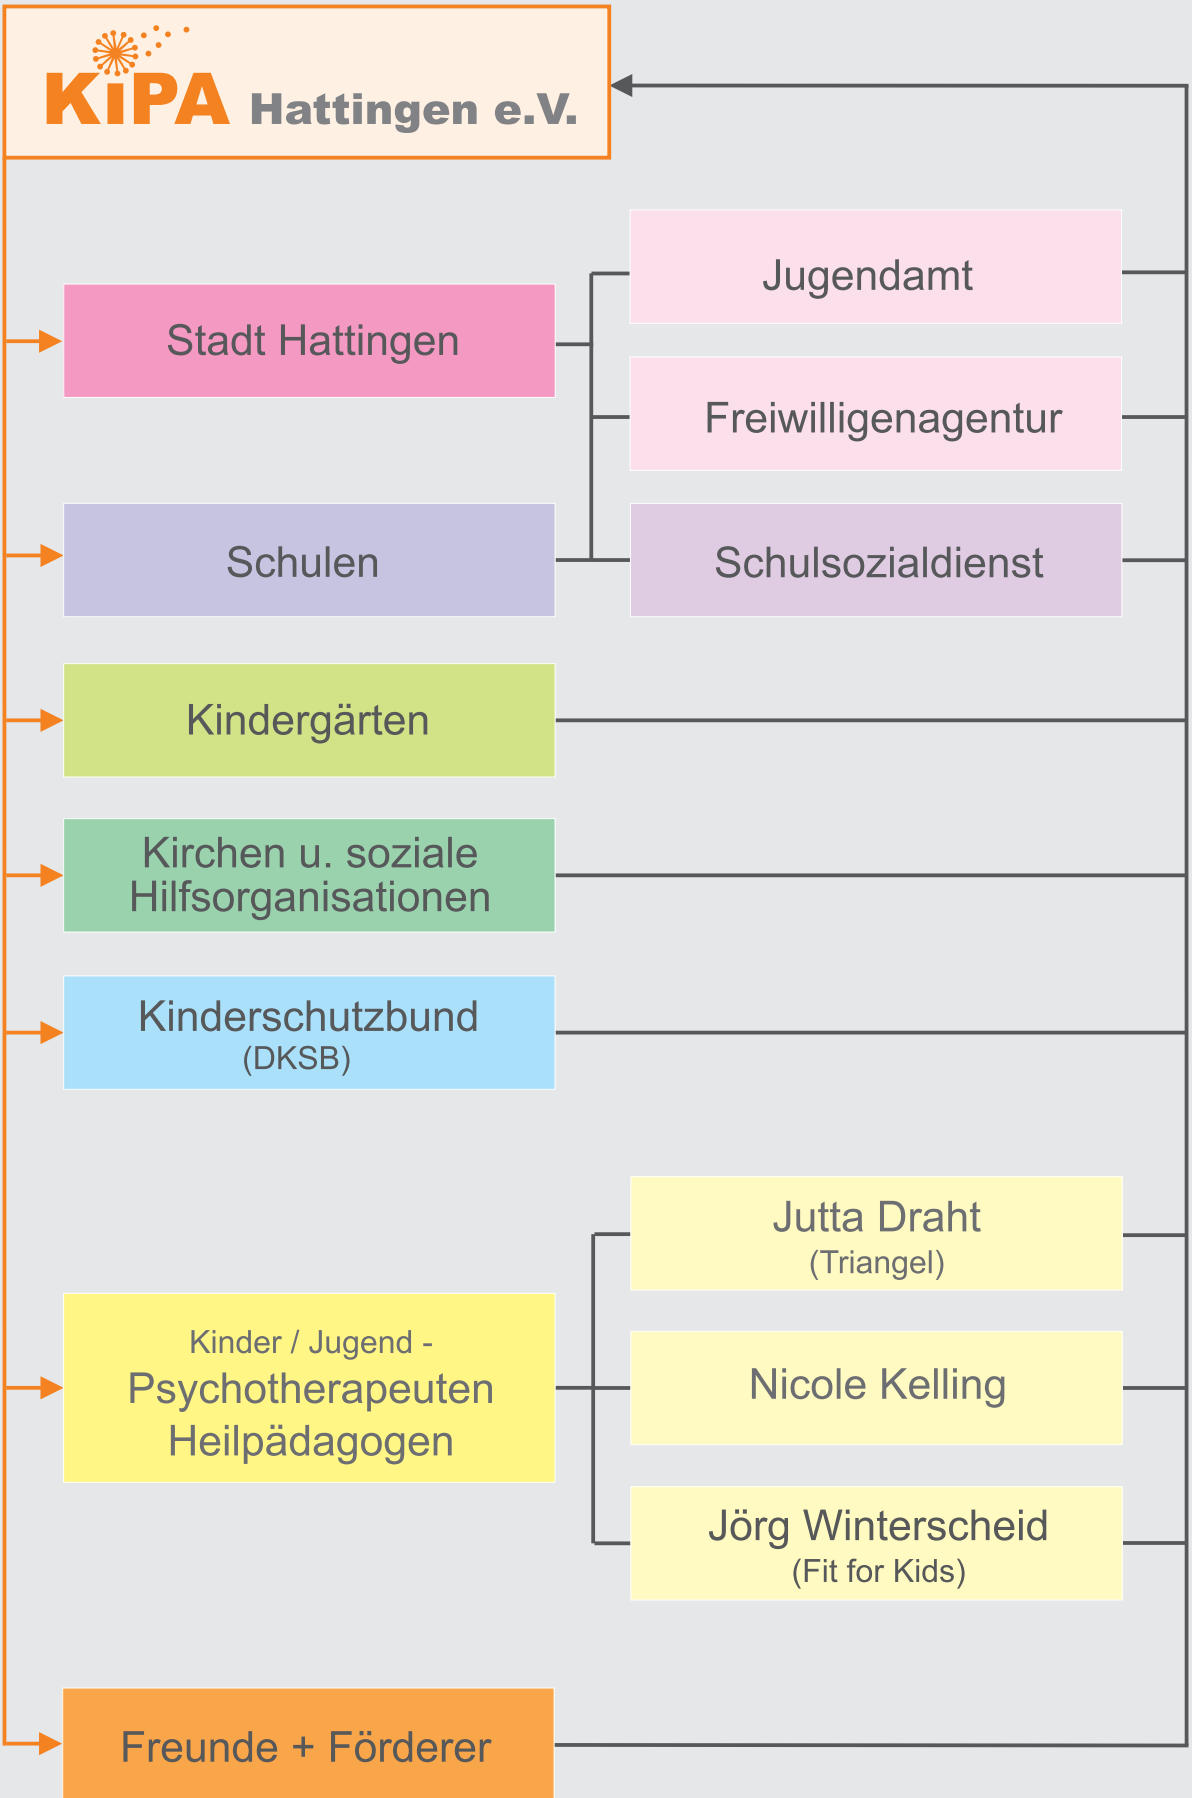 KiPA Hattingen e.V.
Jugendamt
Stadt Hattingen
Freiwilligenagentur
Schulen
Schulsozialdienst
Kindergärten
Kirchen u. soziale
Hilfsorganisationen
Kinderschutzbund
(DKSB)
Jutta Draht
(Triangel)
Kinder / Jugend -
Psychotherapeuten
Heilpädagogen
Nicole Kelling
Jörg Winterscheid
(Fit for Kids)
Freunde + Förderer